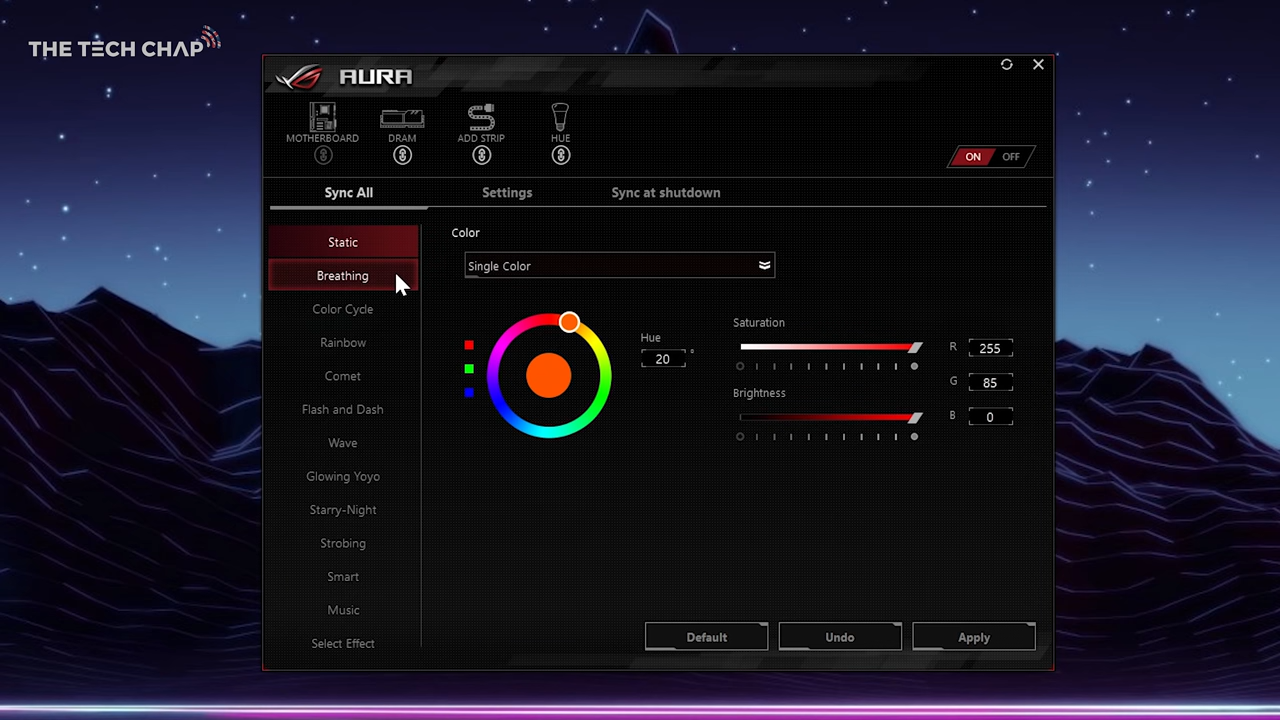 THE TECH CHAP
AURA
MOTHERBOARD DRAM ADD STRIP HUE
ON OFF
Sync All Settings Sync at shutdown
Static
Breathing
Color Cycle
Rainbow
Comet
Flash and Dash
Wave
Glowing Yoyo
Starry-Night
Strobing
Smart
Music
Select Effect
Color
Single Color
Hue
20 °
Saturation
Brightness
R 255
G 85
B 0
Default Undo Apply